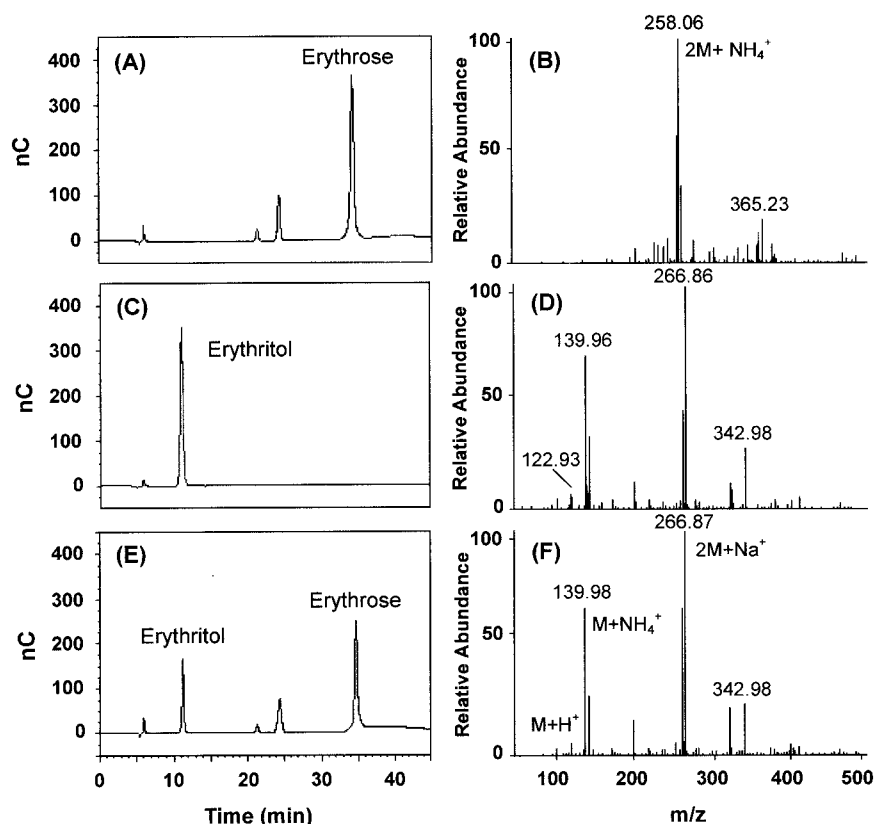 (A)
Erythrose
400
300
200
100
0
nC
(B)
258.06
2M+ NH₄⁺
365.23
100
50
0
Relative Abundance
(C)
Erythritol
400
300
200
100
0
nC
(D)
266.86
139.96
122.93
342.98
100
50
0
Relative Abundance
(E)
Erythritol
Erythrose
400
300
200
100
0
nC
0 10 20 30 40
Time (min)
(F)
266.87
2M+Na⁺
139.98
M+NH₄⁺
M+H⁺
342.98
100
50
0
Relative Abundance
100 200 300 400 500
m/z